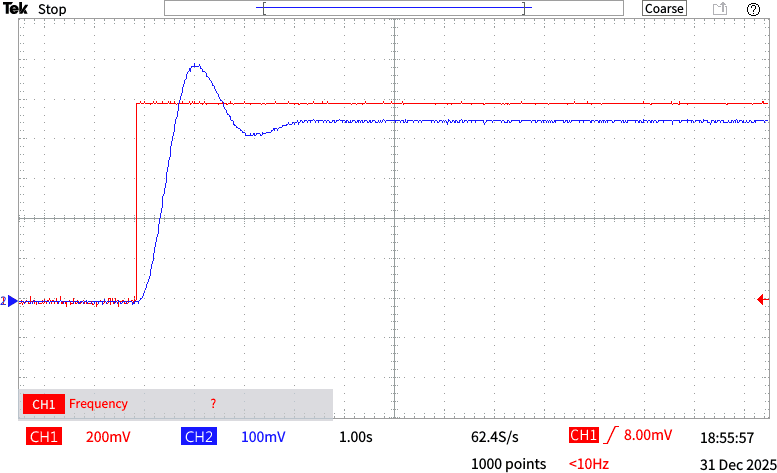 Tek Stop Coarse ?
2
CH1 Frequency ?
CH1 200mV CH2 100mV 1.00s 62.4S/s CH1 8.00mV 18:55:57
1000 points <10Hz 31 Dec 2025